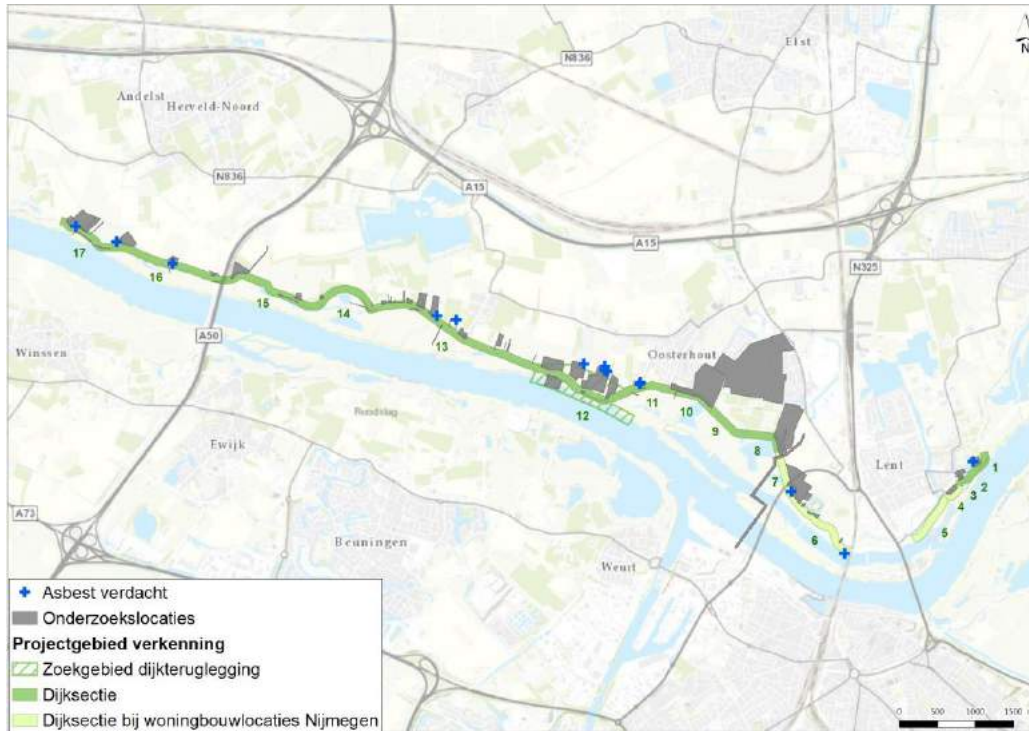 Elst
N836
N
Andelst
Herveld-Noord
N836
A15
A15
N325
17
16
15
14
13
A50
Winssen
Oosterhout
12
11
10
9
8
7
6
Lent
1
2
3
4
5
Ewijk
A73
Beuningen
Weurt
Asbest verdacht
Onderzoekslocaties
Projectgebied verkenning
Zoekgebied dijkteruglegging
Dijksectie
Dijksectie bij woningbouwlocaties Nijmegen
0 500 1000 1500